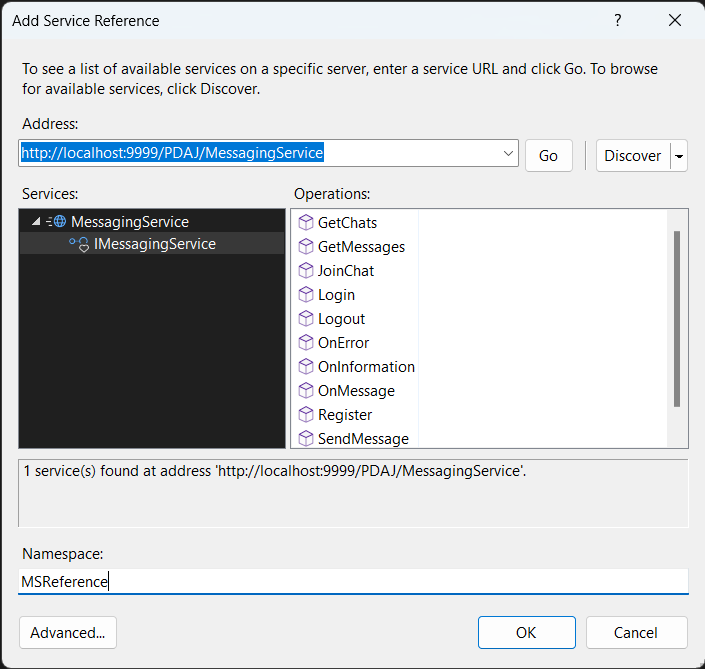 Add Service Reference
?
To see a list of available services on a specific server, enter a service URL and click Go. To browse
for available services, click Discover.
Address:
http://localhost:9999/PDAJ/MessagingService
Go
Discover
Services:
Operations:
MessagingService
IMessagingService
GetChats
GetMessages
JoinChat
Login
Logout
OnError
OnInformation
OnMessage
Register
SendMessage
1 service(s) found at address 'http://localhost:9999/PDAJ/MessagingService'.
Namespace:
MSReference
Advanced...
OK
Cancel